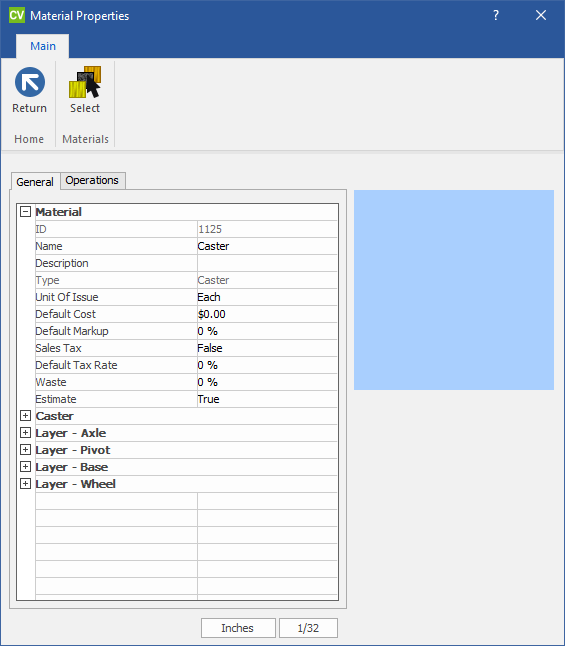 CV Material Properties ?
Main
Return
Select
Home
Materials
General
Operations
Material
ID 1125
Name Caster
Description
Type Caster
Unit Of Issue Each
Default Cost $0.00
Default Markup 0 %
Sales Tax False
Default Tax Rate 0 %
Waste 0 %
Estimate True
Caster
Layer - Axle
Layer - Pivot
Layer - Base
Layer - Wheel
Inches 1/32